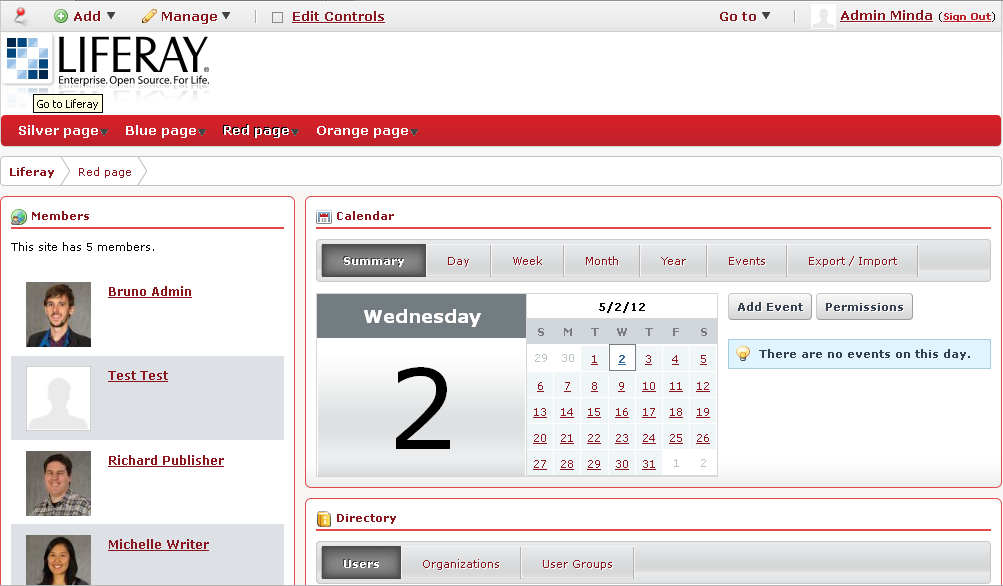 Add Manage Edit Controls Go to Admin Minda (Sign Out)
LIFERAY.
Enterprise. Open Source. For Life.
Go to Liferay
Silver page Blue page Red page Orange page
Liferay Red page
Members
This site has 5 members.
Bruno Admin
Test Test
Richard Publisher
Michelle Writer
Calendar
Summary Day Week Month Year Events Export / Import
Wednesday
2
5/2/12
S M T W T F S
29 30 1 2 3 4 5
6 7 8 9 10 11 12
13 14 15 16 17 18 19
20 21 22 23 24 25 26
27 28 29 30 31 1 2
Add Event Permissions
There are no events on this day.
Directory
Users Organizations User Groups